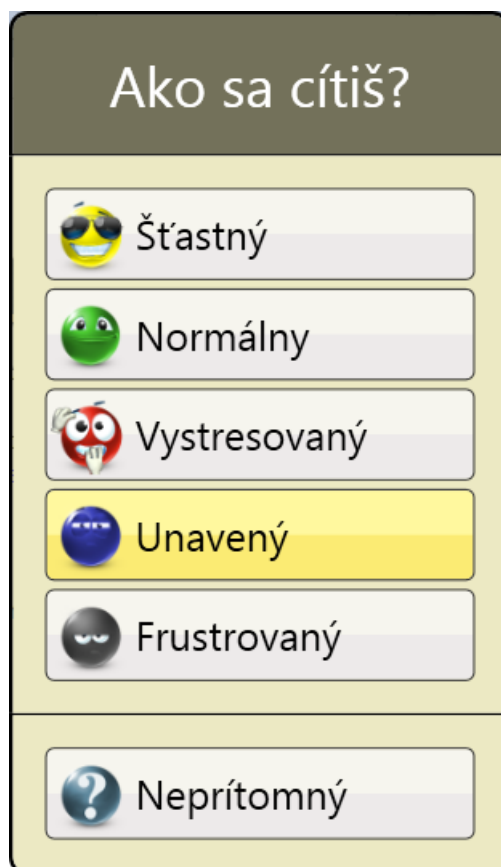 Ako sa cítiš?
Šťastný
Normálny
Vystresovaný
Unavený
Frustrovaný
Neprítomný